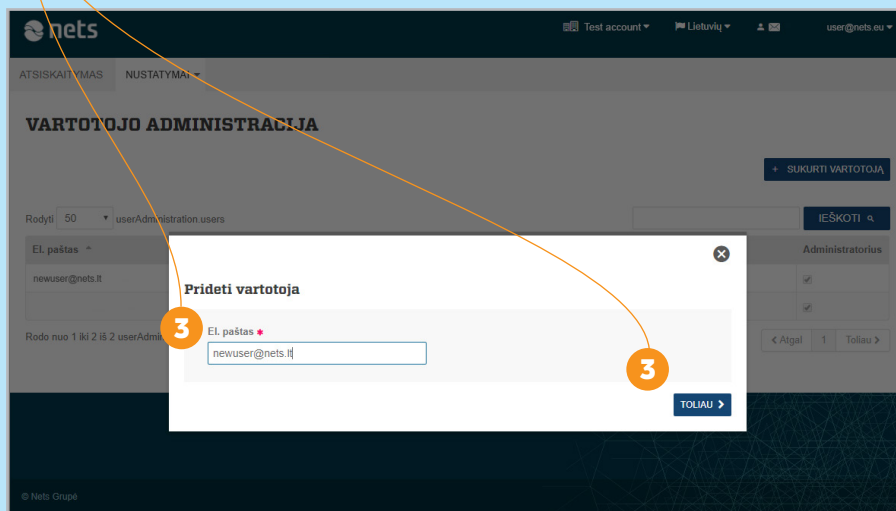 nets
Test account
Lietuvių
user@nets.eu
ATSISKAITYMAS
NUSTATYMAI
VARTOTOJO ADMINISTRACIJA
+ SUKURTI VARTOTOJĄ
Rodyti 50 userAdministration.users
IEŠKOTI
El. paštas
Administratorius
newuser@nets.lt
Pridėti vartotoja
3
El. paštas *
newuser@nets.lt
3
Rodo nuo 1 iki 2 iš 2 userAdmin
Atgal 1 Toliau
TOLIAU
© Nets Grupė